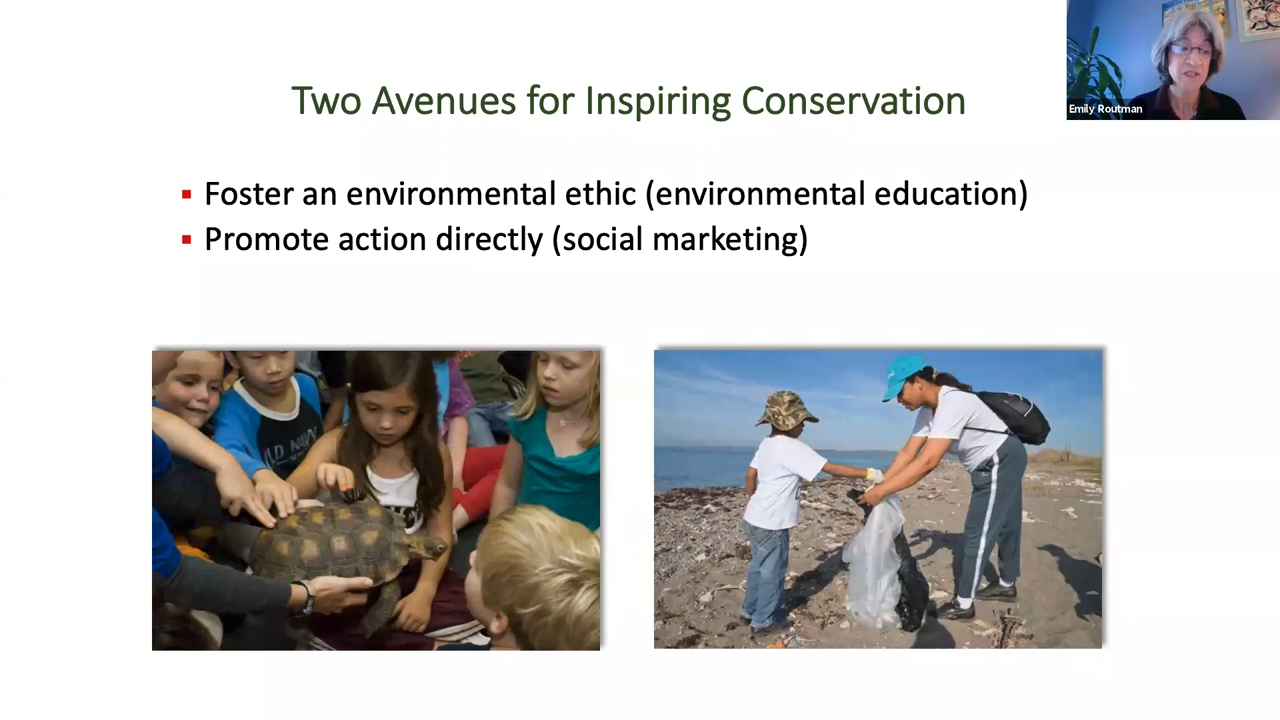 Two Avenues for Inspiring Conservation
Emily Routman
▪ Foster an environmental ethic (environmental education)
▪ Promote action directly (social marketing)
OLD NAVY